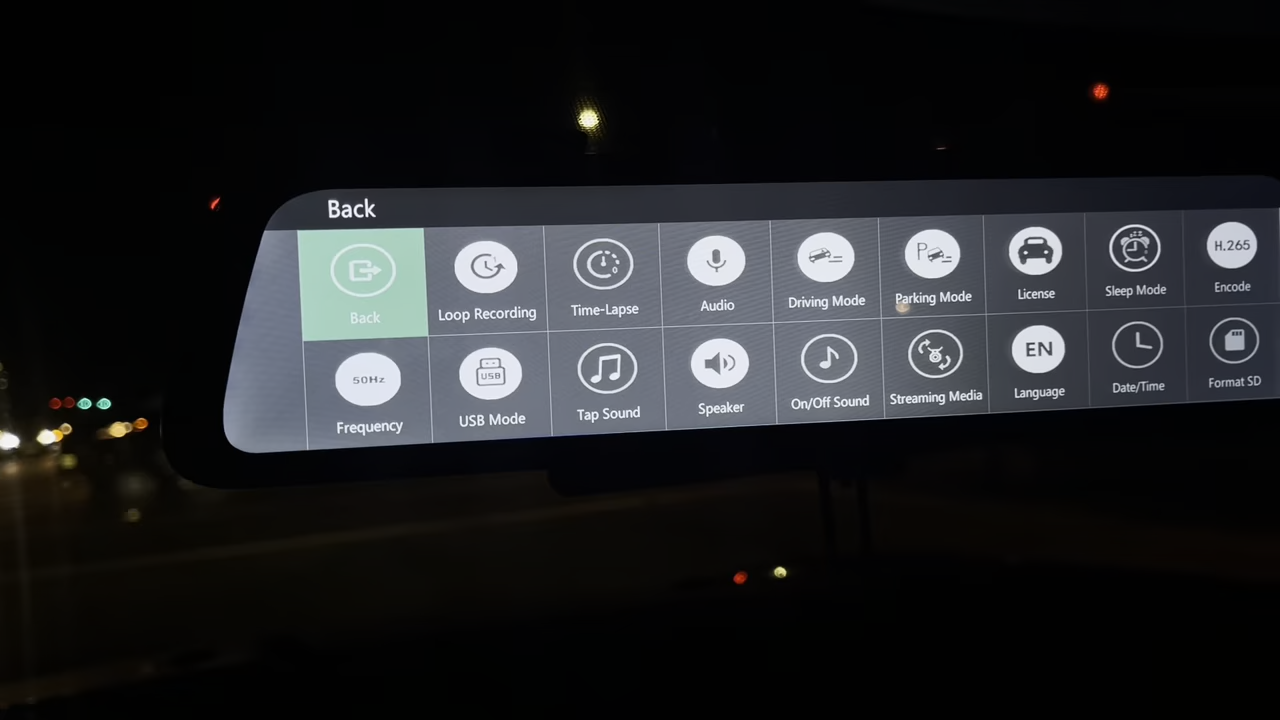 Back
Back
Loop Recording
Time-Lapse
Audio
Driving Mode
P
Parking Mode
License
Sleep Mode
H.265
Encode
50Hz
Frequency
USB
USB Mode
Tap Sound
Speaker
On/Off Sound
Streaming Media
EN
Language
Date/Time
Format SD